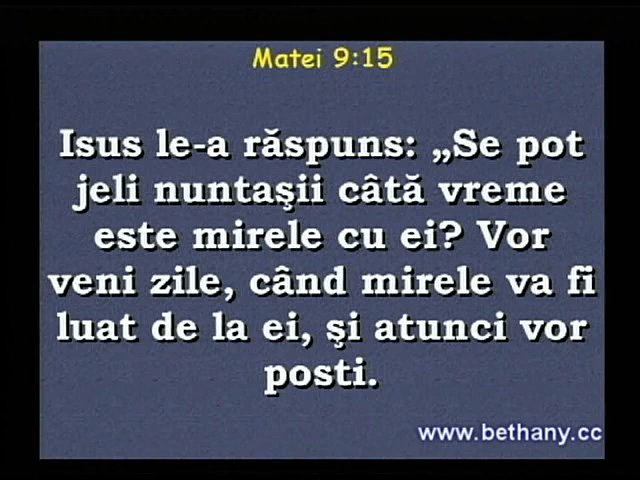 Matei 9:15
Isus le-a răspuns: „Se pot
jeli nuntaşii câtă vreme
este mirele cu ei? Vor
veni zile, când mirele va fi
luat de la ei, şi atunci vor
posti.
www.bethany.cc